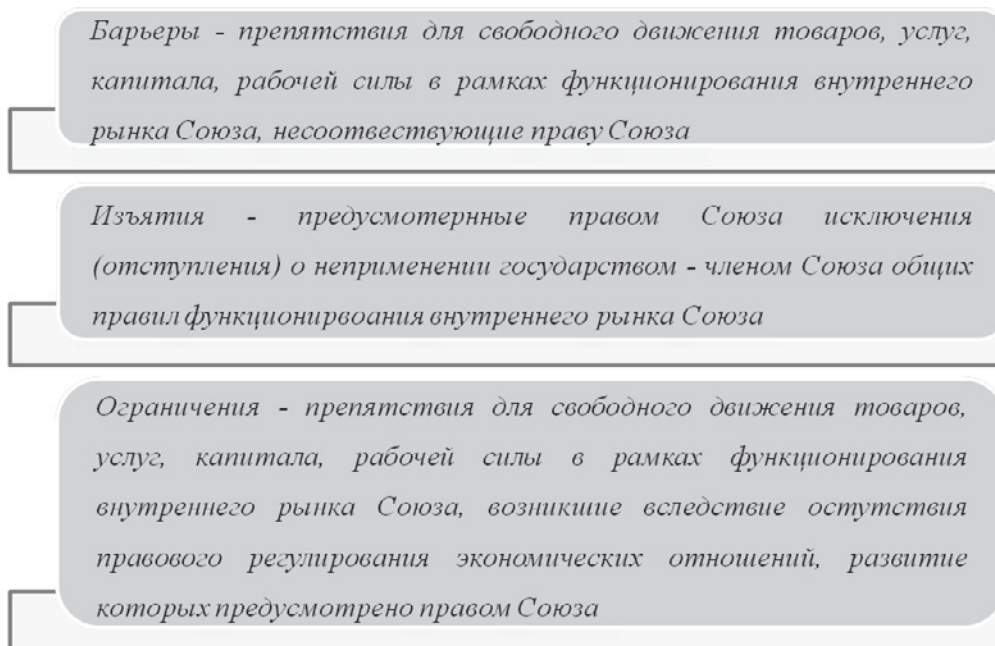 Барьеры - препятствия для свободного движения товаров, услуг,
капитала, рабочей силы в рамках функционирования внутреннего
рынка Союза, несоотвествующие праву Союза
Изъятия - предусмотернные правом Союза исключения
(отступления) о неприменении государством - членом Союза общих
правил функционирвоания внутреннего рынка Союза
Ограничения - препятствия для свободного движения товаров,
услуг, капитала, рабочей силы в рамках функционирования
внутреннего рынка Союза, возникшие вследствие остутствия
правового регулирования экономических отношений, развитие
которых предусмотрено правом Союза